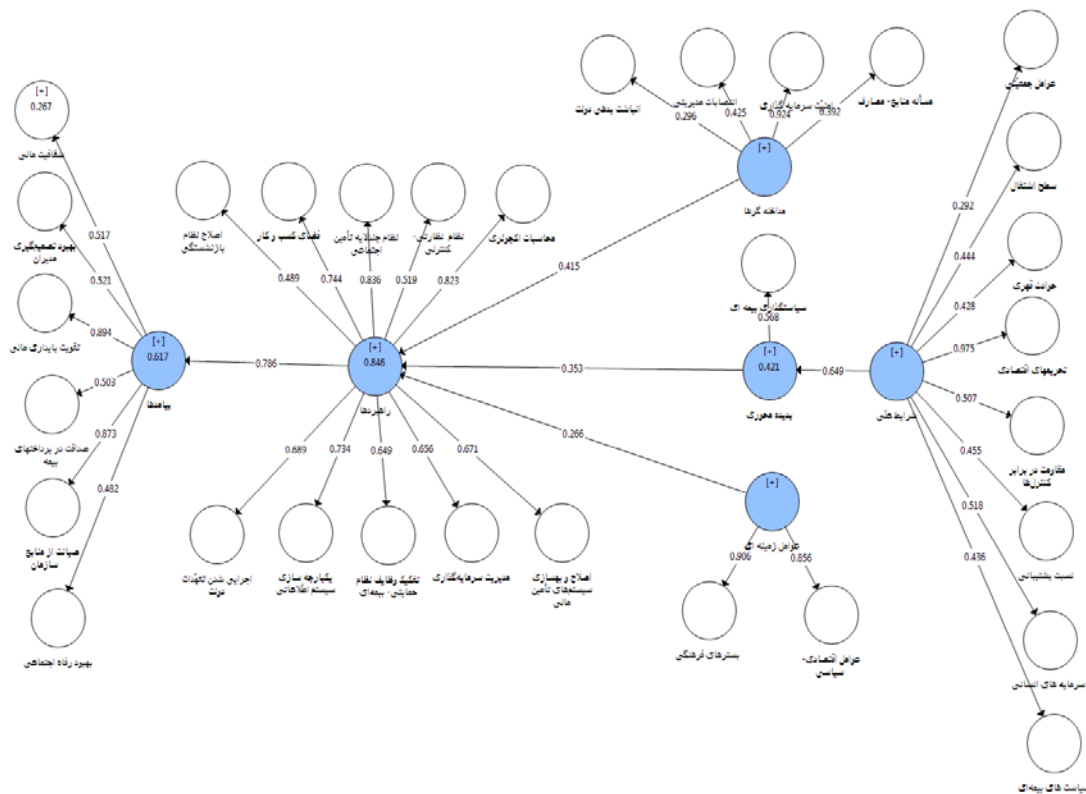 عوامل جمعیّتی
سطح اشتغال
حوادث قهری
تحریمهای اقتصادی
مقاومت در برابر
کنترل‌ها
نسبت پشتیبانی
سرمایه های انسانی
سیاست های بیمه‌ای
0.292
0.444
0.428
0.975
0.507
0.455
0.518
0.436
[+]
شرایط علّی
0.649
مسأله منابع- مصارف
امنیّت سرمایه گذاری
انتصابات مدیریتی
انباشت بدهی دولت
0.392
0.924
0.425
0.296
[+]
مداخله گرها
0.415
سیاستگذاری بیمه ای
0.568
[+]
0.421
پدیده محوری
0.353
[+]
عوامل زمینه ای
0.266
0.856
0.906
عوامل اقتصادی-
سیاسی
بسترهای فرهنگی
محاسبات اکچوئری
نظام نظارتی-
کنترلی
نظام چندلایه تأمین
اجتماعی
فضای کسب و کار
اصلاح نظام
بازنشستگی
0.823
0.519
0.836
0.744
0.489
[+]
0.846
راهبردها
0.671
0.656
0.649
0.734
0.689
اصلاح و بهسازی
سیستم‌های تأمین
مالی
مدیریت سرمایه‌گذاری
تفکیک وظایف نظام
حمایتی- بیمه‌ای
یکپارچه سازی
سیستم اطلاعاتی
اجرایی شدن تعهّدات
دولت
0.786
[+]
0.617
پیامدها
0.517
0.521
0.894
0.503
0.873
0.482
[+]
0.267
شفافیت مالی
بهبود تصمیم‌گیری
مدیران
تقویت پایداری مالی
صداقت در پرداختهای
بیمه
صیانت از منابع
سازمان
بهبود رفاه اجتماعی